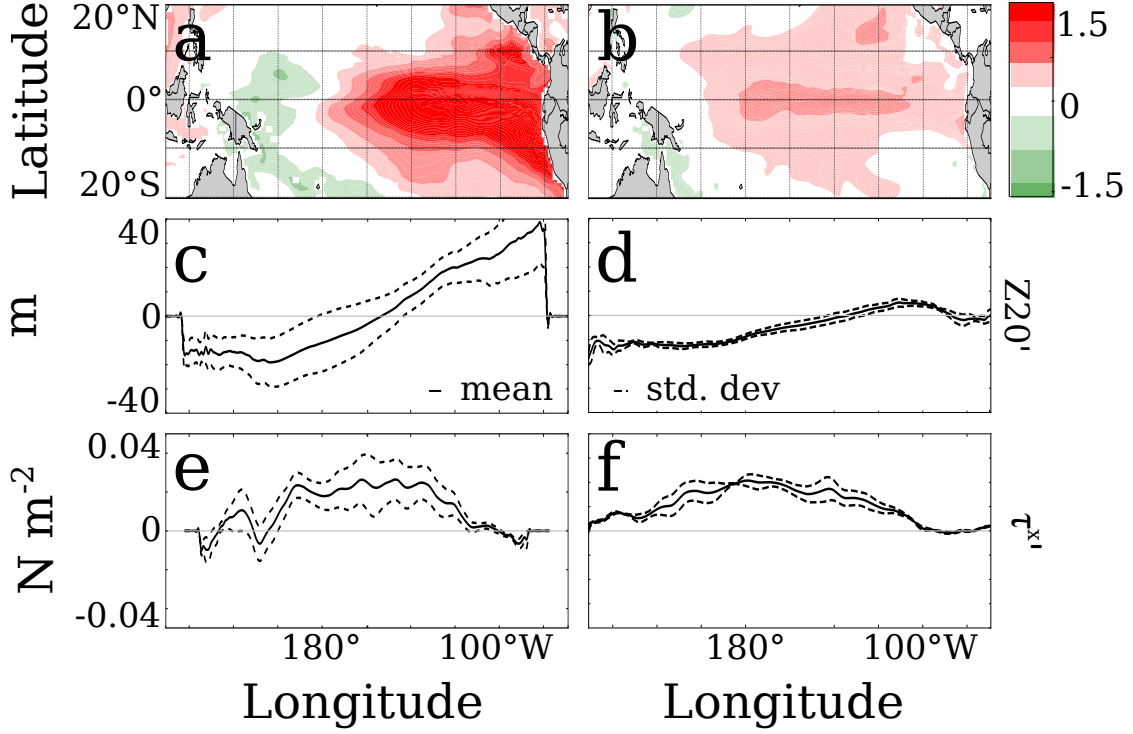 20°N
0°
20°S
Latitude
a
b
1.5
0
-1.5
40
0
-40
m
c
d
Z20'
mean
std. dev
0.04
0
-0.04
N m-2
e
f
τx'
180°
100°W
180°
100°W
Longitude
Longitude